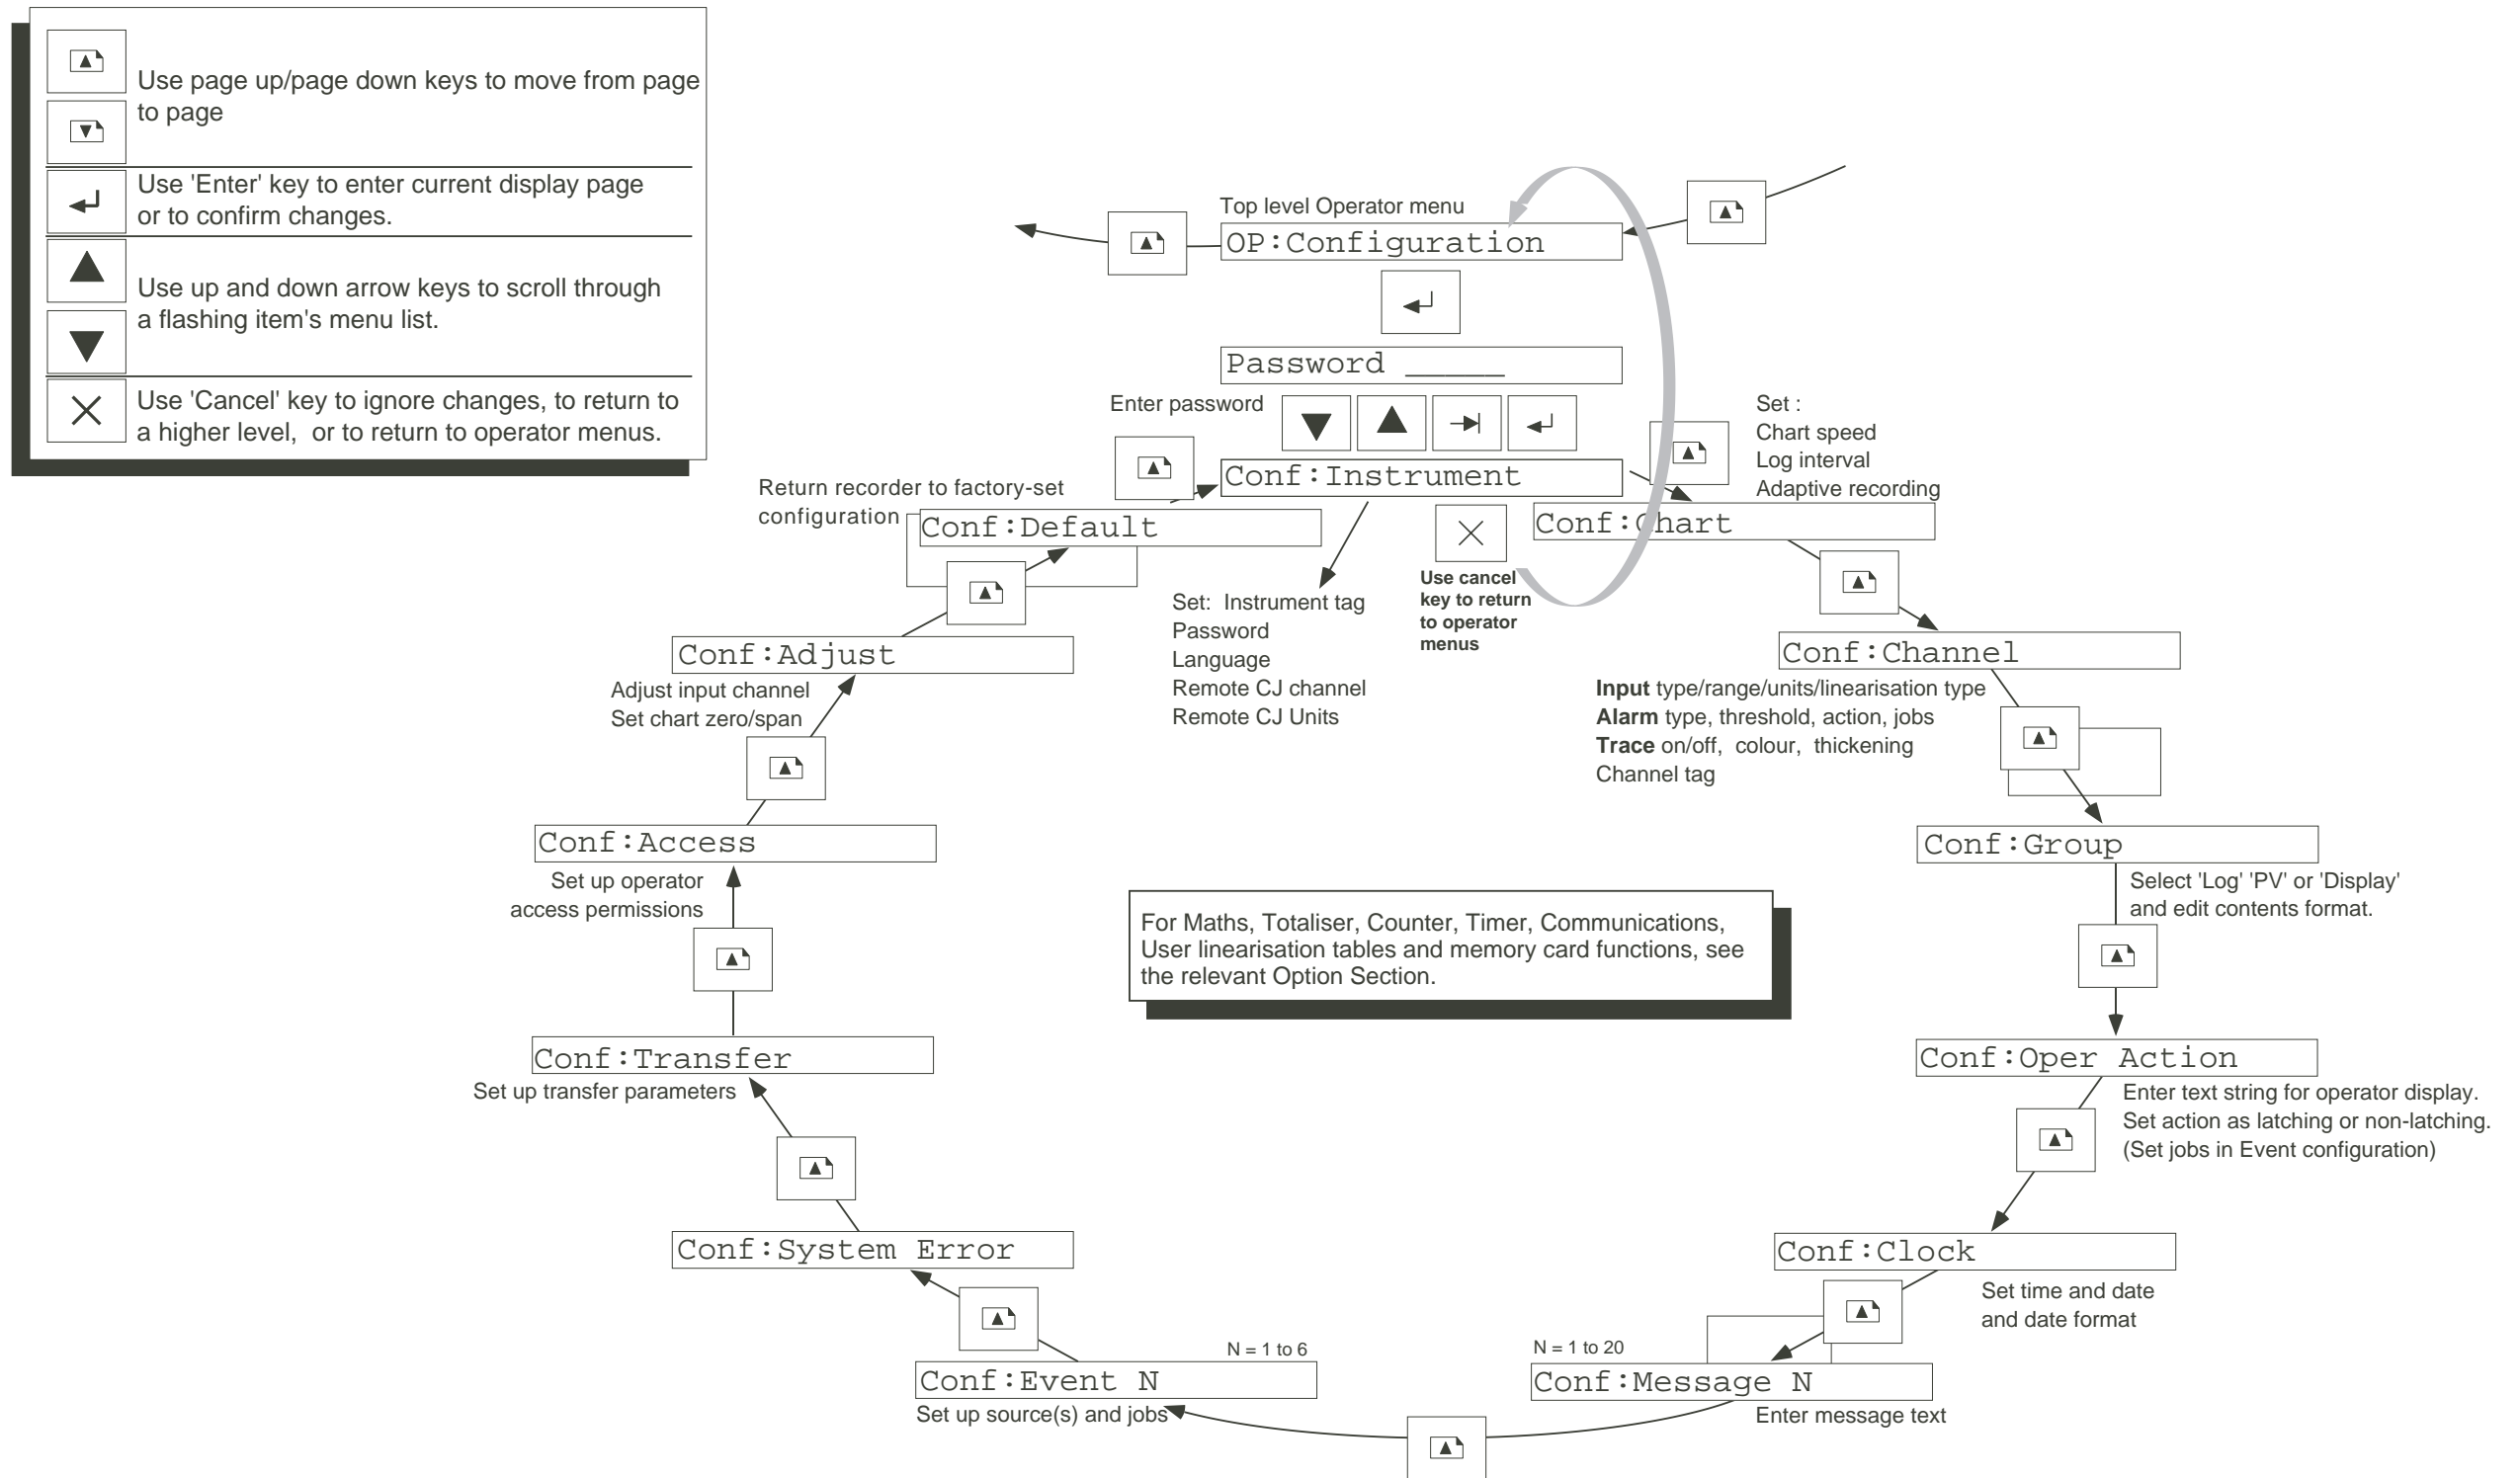 Use page up/page down keys to move from page
to page
Use 'Enter' key to enter current display page
or to confirm changes.
Use up and down arrow keys to scroll through
a flashing item's menu list.
Use 'Cancel' key to ignore changes, to return to
a higher level, or to return to operator menus.
Top level Operator menu
OP:Configuration
Password _____
Enter password
Conf:Instrument
Set: Instrument tag
Password
Language
Remote CJ channel
Remote CJ Units
Use cancel
key to return
to operator
menus
Set :
Chart speed
Log interval
Adaptive recording
Conf:Chart
Conf:Channel
Input type/range/units/linearisation type
Alarm type, threshold, action, jobs
Trace on/off, colour, thickening
Channel tag
Conf:Group
Select 'Log' 'PV' or 'Display'
and edit contents format.
Conf:Oper Action
Enter text string for operator display.
Set action as latching or non-latching.
(Set jobs in Event configuration)
Conf:Clock
Set time and date
and date format
N = 1 to 20
Conf:Message N
Enter message text
N = 1 to 6
Conf:Event N
Set up source(s) and jobs
Conf:System Error
Conf:Transfer
Set up transfer parameters
Conf:Access
Set up operator
access permissions
Conf:Adjust
Adjust input channel
Set chart zero/span
Return recorder to factory-set
configuration
Conf:Default
For Maths, Totaliser, Counter, Timer, Communications,
User linearisation tables and memory card functions, see
the relevant Option Section.